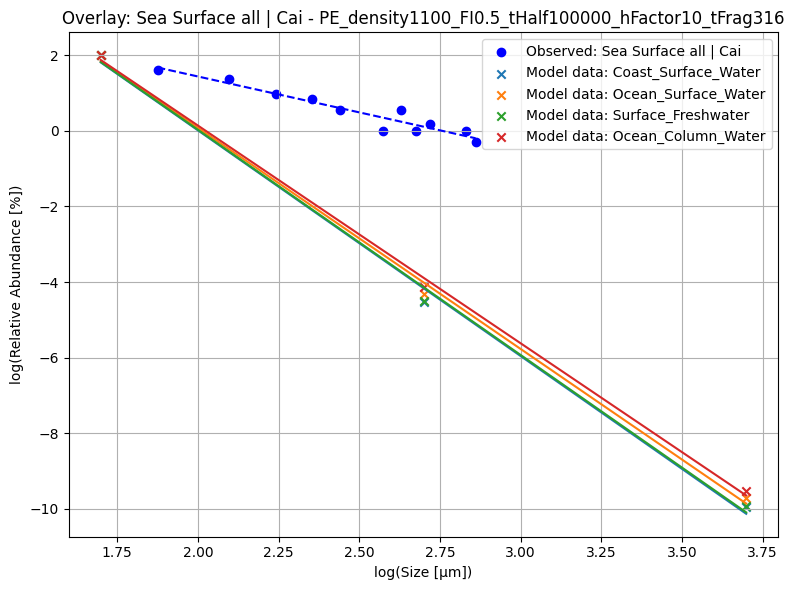 Overlay: Sea Surface all | Cai - PE_density1100_FI0.5_tHalf100000_hFactor10_tFrag316
Observed: Sea Surface all | Cai
Model data: Coast_Surface_Water
Model data: Ocean_Surface_Water
Model data: Surface_Freshwater
Model data: Ocean_Column_Water
log(Relative Abundance [%])
2
0
−2
−4
−6
−8
−10
1.75
2.00
2.25
2.50
2.75
3.00
3.25
3.50
3.75
log(Size [μm])